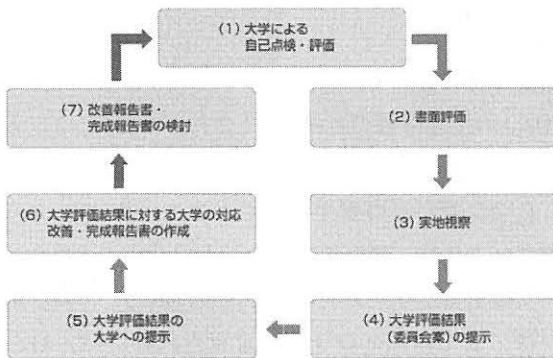 (1) 大学による
自己点検・評価
(2) 書面評価
(3) 実地視察
(4) 大学評価結果
(委員会案)の提示
(5) 大学評価結果の
大学への提示
(6) 大学評価結果に対する大学の対応
改善・完成報告書の作成
(7) 改善報告書・
完成報告書の検討